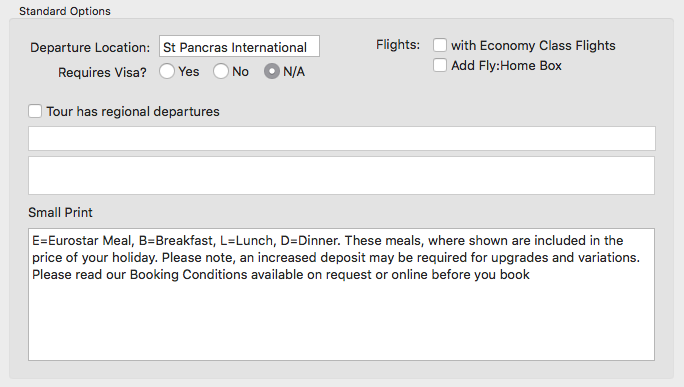 Standard Options
Departure Location: St Pancras International
Flights: with Economy Class Flights
Add Fly:Home Box
Requires Visa? Yes No N/A
Tour has regional departures
Small Print
E=Eurostar Meal, B=Breakfast, L=Lunch, D=Dinner. These meals, where shown are included in the
price of your holiday. Please note, an increased deposit may be required for upgrades and variations.
Please read our Booking Conditions available on request or online before you book